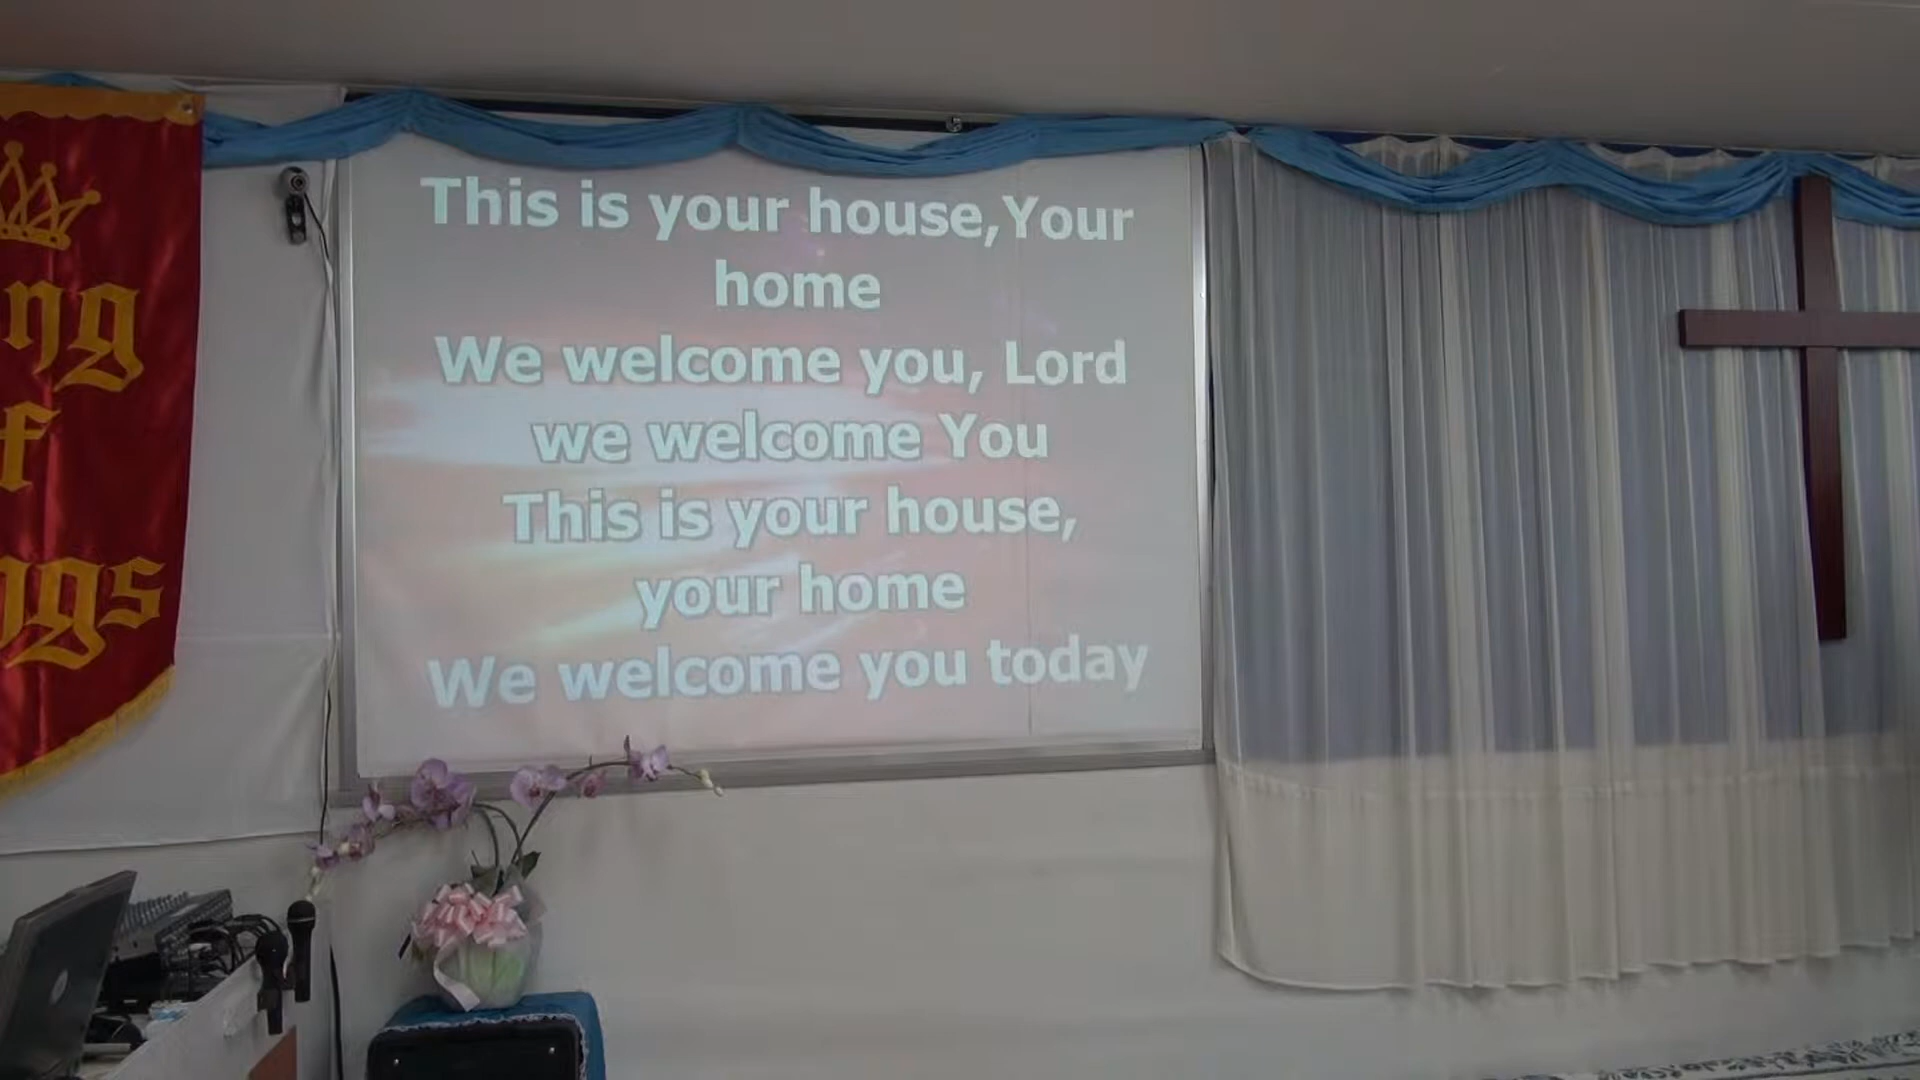 This is your house,Your
home
We welcome you, Lord
we welcome You
This is your house,
your home
We welcome you today